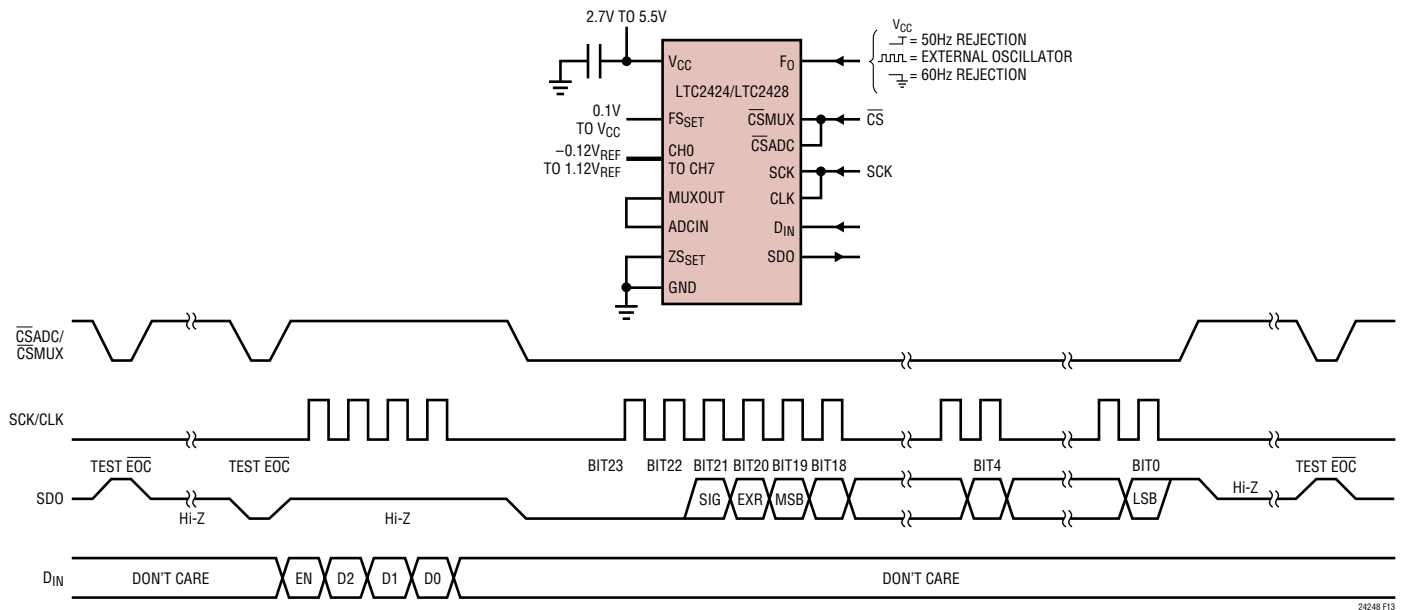 2.7V TO 5.5V
VCC
= 50Hz REJECTION
= EXTERNAL OSCILLATOR
= 60Hz REJECTION
VCC
FO
LTC2424/LTC2428
0.1V
TO VCC
FSSET
CSMUX
CS
CSADC
–0.12VREF
TO 1.12VREF
CH0
TO CH7
SCK
SCK
MUXOUT
CLK
ADCIN
DIN
ZSSET
SDO
GND
CSADC/
CSMUX
SCK/CLK
TEST EOC
TEST EOC
BIT23
BIT22
BIT21
BIT20
BIT19
BIT18
BIT4
BIT0
TEST EOC
SDO
Hi-Z
Hi-Z
SIG
EXR
MSB
LSB
Hi-Z
DIN
DON'T CARE
EN
D2
D1
D0
DON'T CARE
24248 F13